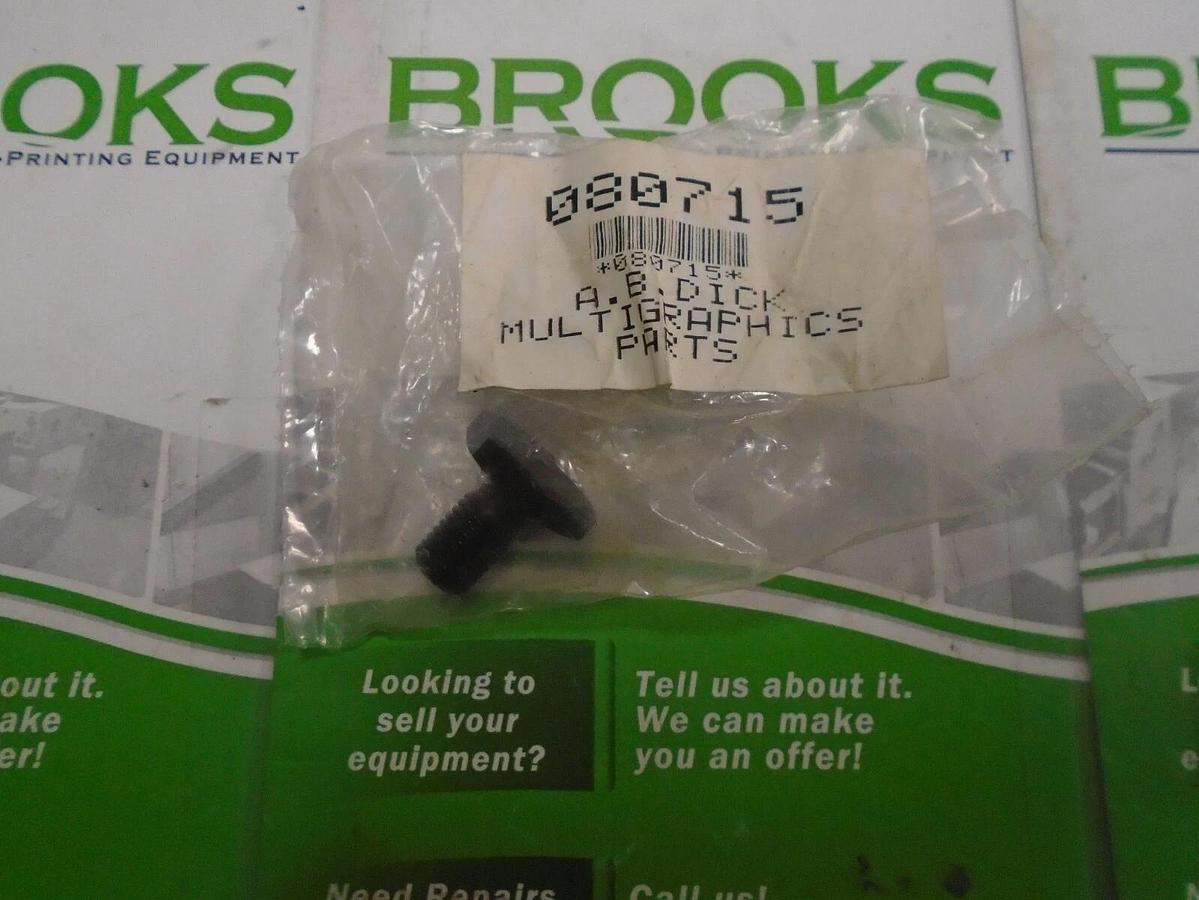 OKS
Printing Equipment
BROOKS
080715
*080715*
A.B.DICK
MULTIGRAPHICS
PARTS
out it.
ake
er!
Looking to
sell your
equipment?
Tell us about it.
We can make
you an offer!
Need Repairs
Call us!